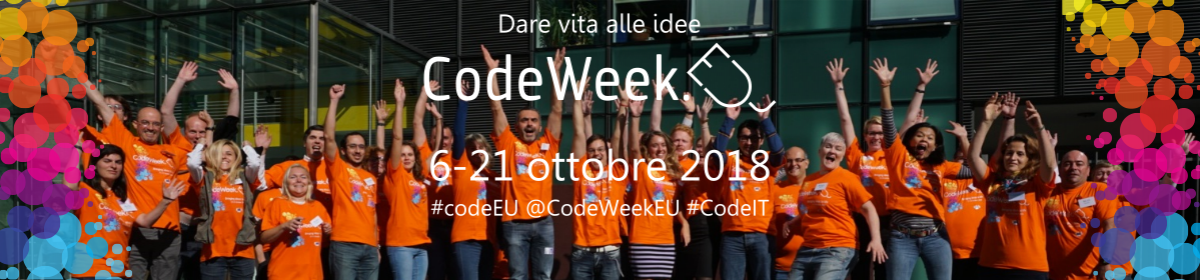 Dare vita alle idee
CodeWeek.EU
6-21 ottobre 2018
#codeEU @CodeWeekEU #CodeIT